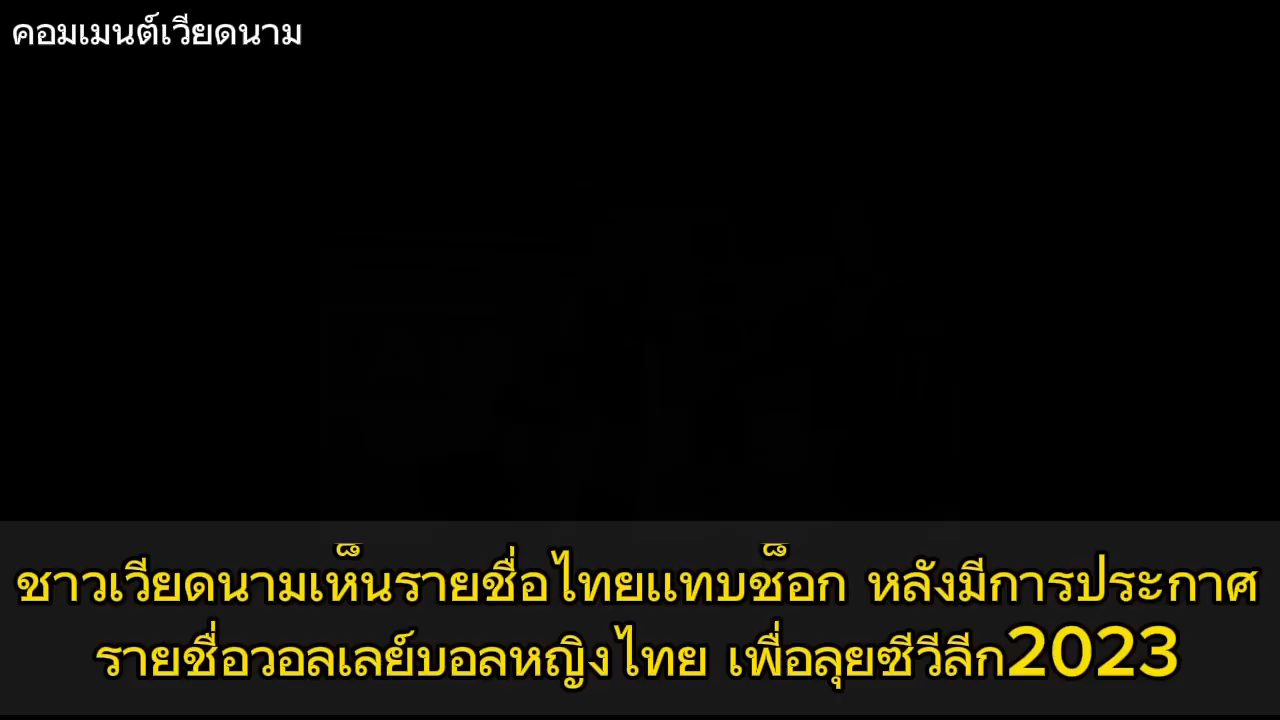 คอมเมนต์เวียดนาม
ชาวเวียดนามเห็นรายชื่อไทยแทบช็อก หลังมีการประกาศ
รายชื่อวอลเลย์บอลหญิงไทย เพื่อลุยซีวีลีก2023